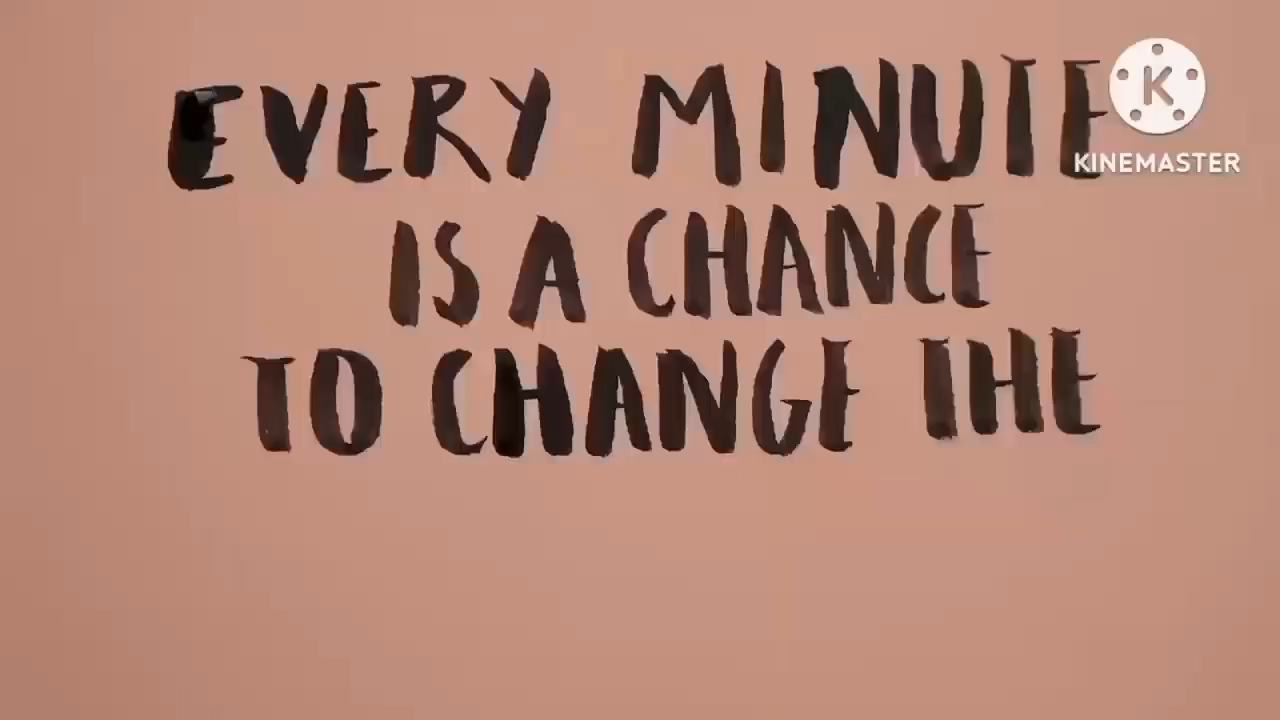 EVERY MINUTE
K
KINEMASTER
IS A CHANCE
TO CHANGE THE